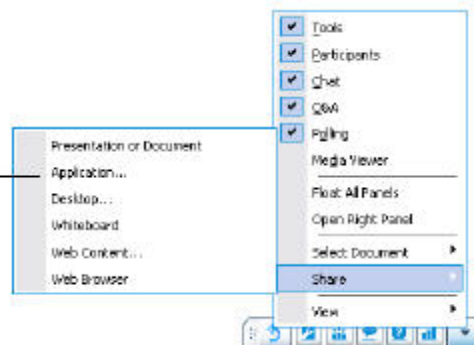 Tools
Participants
Chat
Q&A
Polling
Media Viewer
Float All Panels
Open Right Panel
Select Document
Share
View
Presentation or Document
Application...
Desktop...
Whiteboard
Web Content...
Web Browser